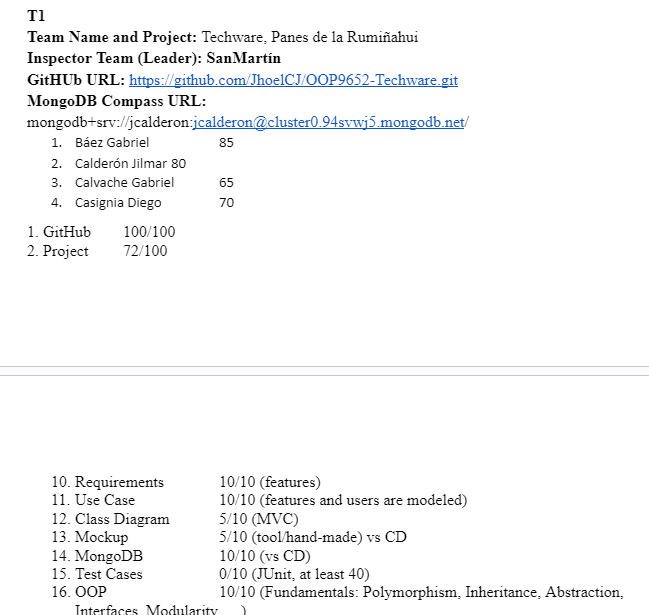 T1
Team Name and Project: Techware, Panes de la Rumiñahui
Inspector Team (Leader): SanMartín
GitHUb URL: https://github.com/JhoelCJ/OOP9652-Techware.git
MongoDB Compass URL:
mongodb+srv://jcalderon:jcalderon@cluster0.94svwj5.mongodb.net/
1. Báez Gabriel 85
2. Calderón Jilmar 80
3. Calvache Gabriel 65
4. Casignia Diego 70
1. GitHub 100/100
2. Project 72/100
10. Requirements 10/10 (features)
11. Use Case 10/10 (features and users are modeled)
12. Class Diagram 5/10 (MVC)
13. Mockup 5/10 (tool/hand-made) vs CD
14. MongoDB 10/10 (vs CD)
15. Test Cases 0/10 (JUnit, at least 40)
16. OOP 10/10 (Fundamentals: Polymorphism, Inheritance, Abstraction,
Interfaces, Modularity, ...)